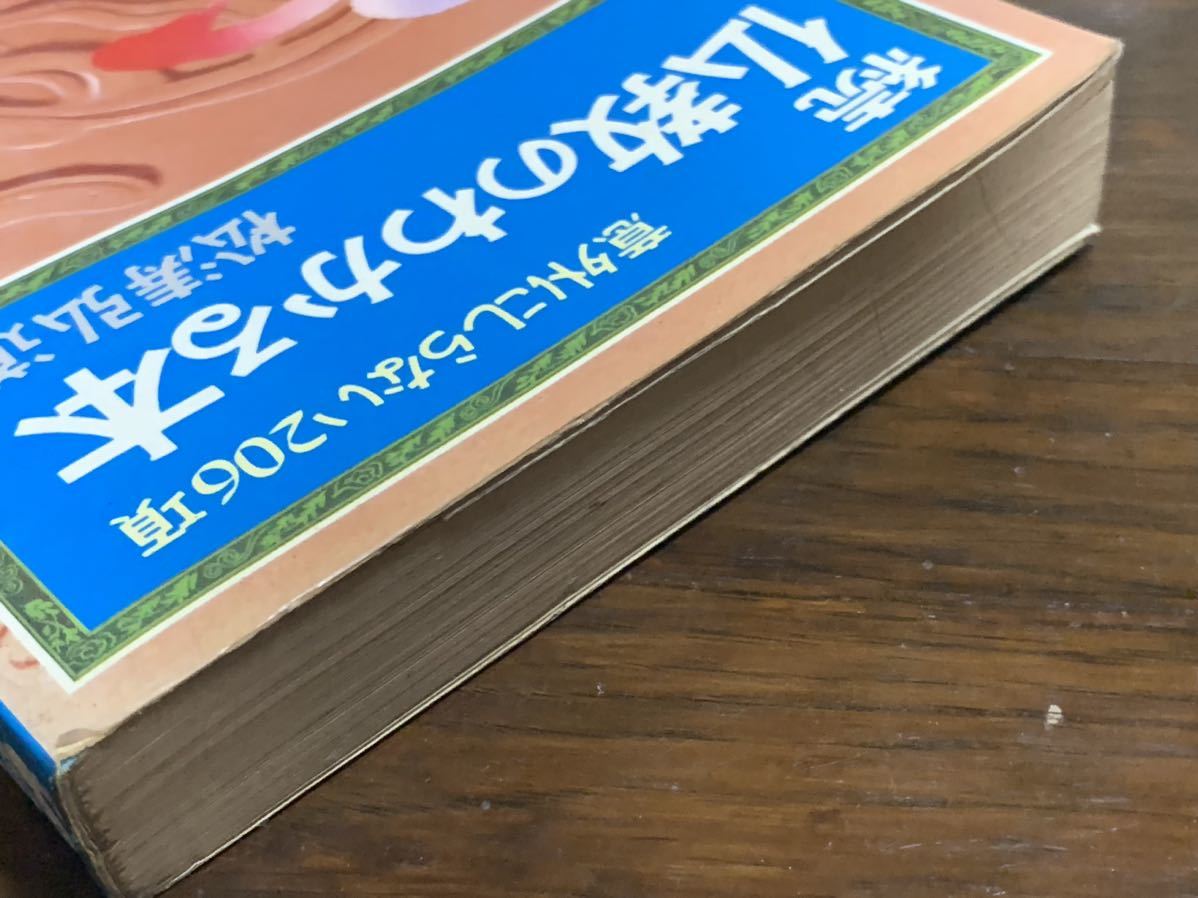 続
仏教のわかる本
意外にしらない206項
松濤弘道